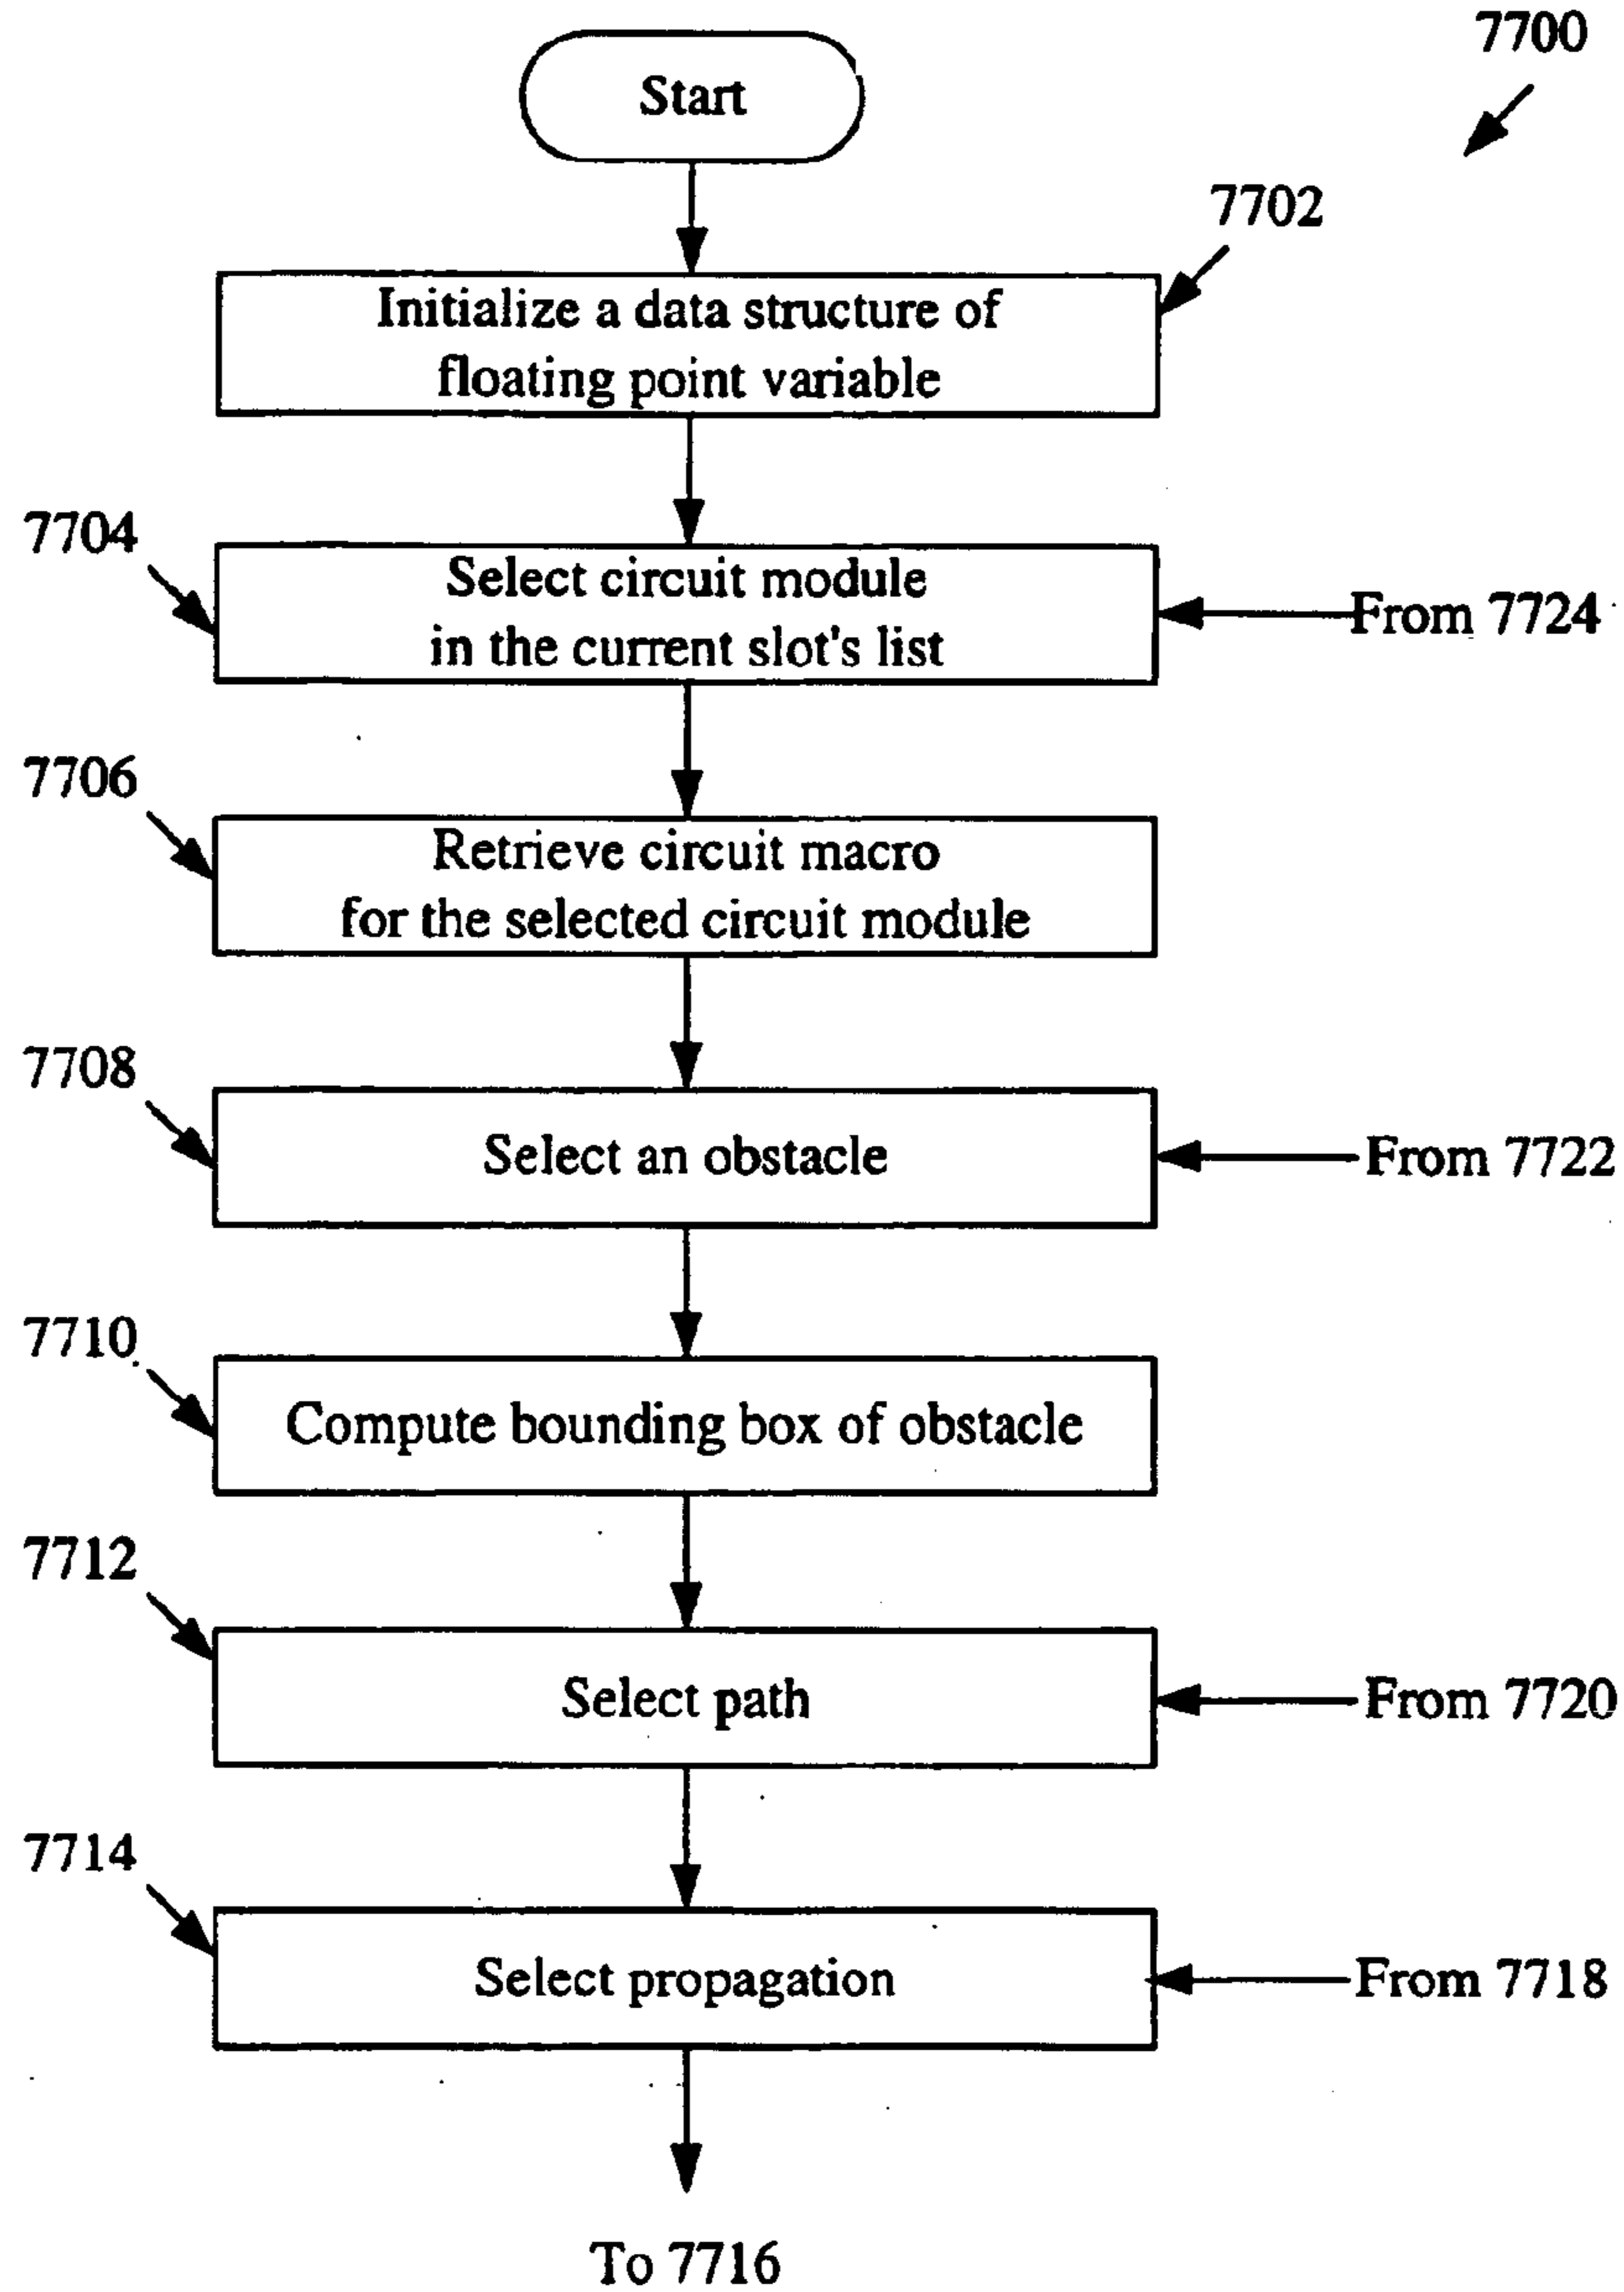 7700
Start
7702
Initialize a data structure of
floating point variable
7704
Select circuit module
in the current slot's list
From 7724
7706
Retrieve circuit macro
for the selected circuit module
7708
Select an obstacle
From 7722
7710
Compute bounding box of obstacle
7712
Select path
From 7720
7714
Select propagation
From 7718
To 7716